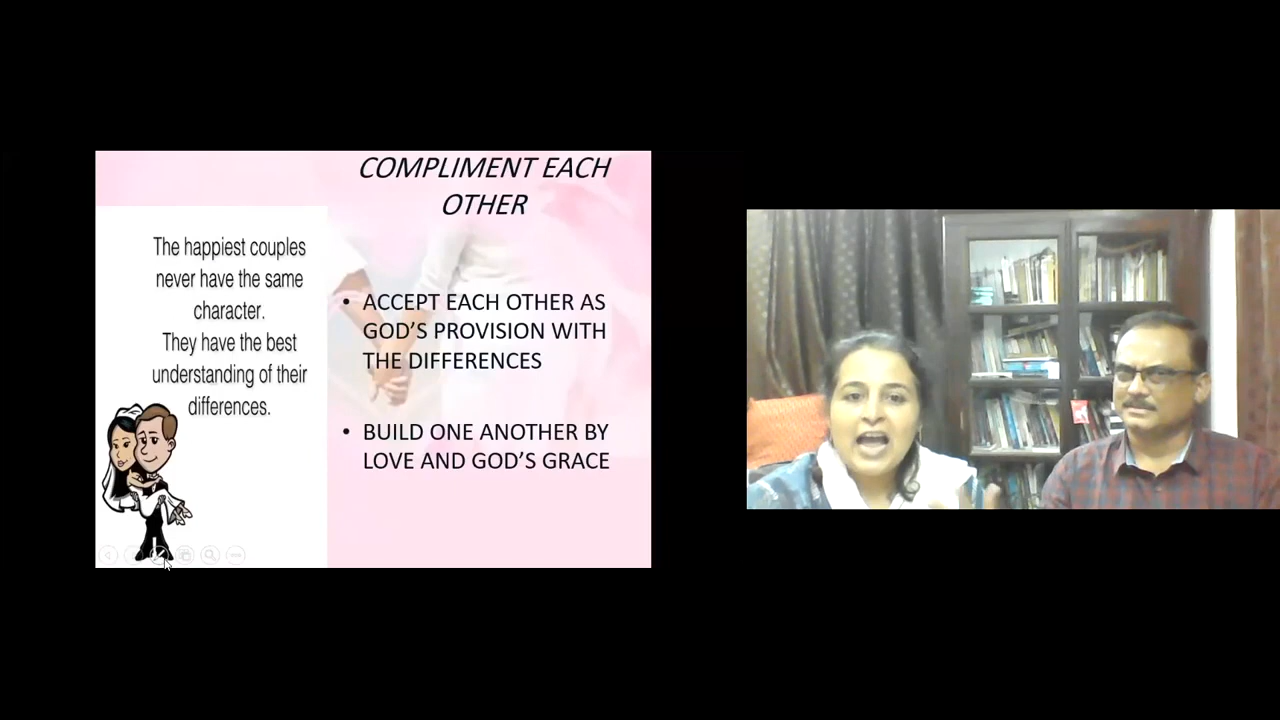 COMPLIMENT EACH
OTHER
The happiest couples
never have the same
character.
They have the best
understanding of their
differences.
• ACCEPT EACH OTHER AS
GOD'S PROVISION WITH
THE DIFFERENCES
• BUILD ONE ANOTHER BY
LOVE AND GOD'S GRACE